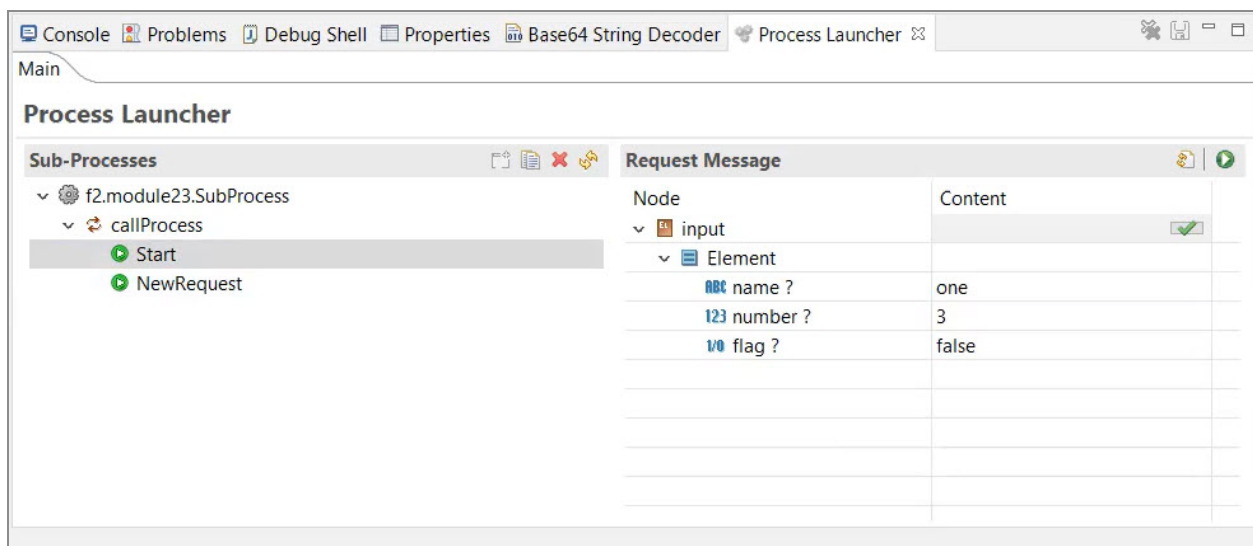 Console Problems Debug Shell Properties Base64 String Decoder Process Launcher
Main
Process Launcher
Sub-Processes
f2.module23.SubProcess
callProcess
Start
NewRequest
Request Message
Node Content
input
Element
name ? one
number ? 3
flag ? false